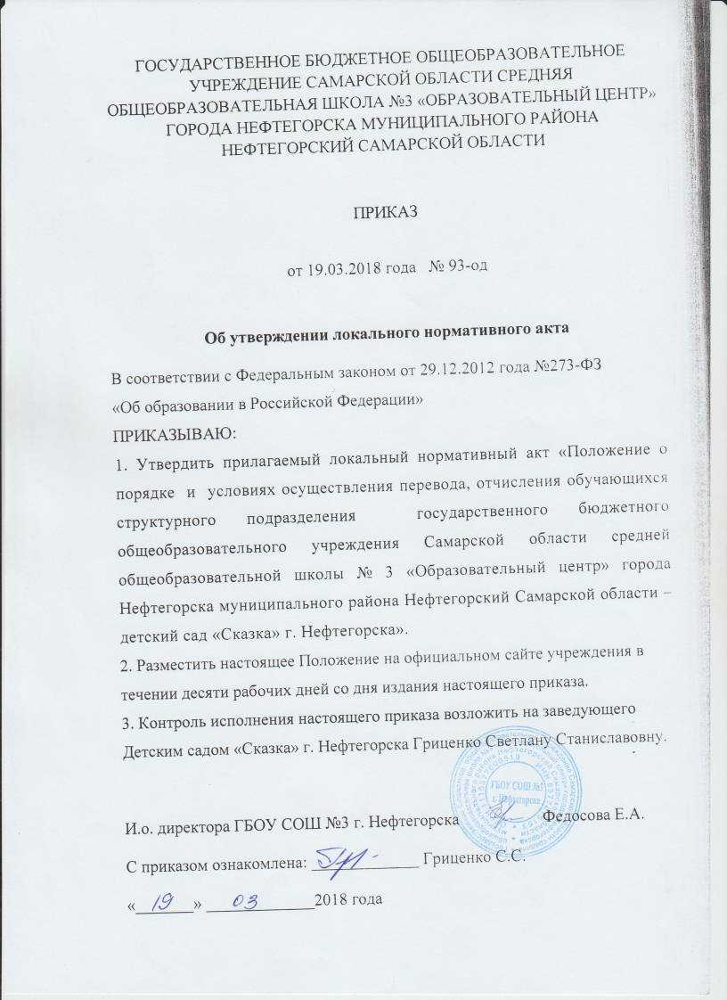 ГОСУДАРСТВЕННОЕ БЮДЖЕТНОЕ ОБЩЕОБРАЗОВАТЕЛЬНОЕ
УЧРЕЖДЕНИЕ САМАРСКОЙ ОБЛАСТИ СРЕДНЯЯ
ОБЩЕОБРАЗОВАТЕЛЬНАЯ ШКОЛА №3 «ОБРАЗОВАТЕЛЬНЫЙ ЦЕНТР»
ГОРОДА НЕФТЕГОРСКА МУНИЦИПАЛЬНОГО РАЙОНА
НЕФТЕГОРСКИЙ САМАРСКОЙ ОБЛАСТИ
ПРИКАЗ
от 19.03.2018 года № 93-од
Об утверждении локального нормативного акта
В соответствии с Федеральным законом от 29.12.2012 года №273-ФЗ
«Об образовании в Российской Федерации»
ПРИКАЗЫВАЮ:
1. Утвердить прилагаемый локальный нормативный акт «Положение о
порядке и условиях осуществления перевода, отчисления обучающихся
структурного подразделения государственного бюджетного
общеобразовательного учреждения Самарской области средней
общеобразовательной школы № 3 «Образовательный центр» города
Нефтегорска муниципального района Нефтегорский Самарской области –
детский сад «Сказка» г. Нефтегорска».
2. Разместить настоящее Положение на официальном сайте учреждения в
течении десяти рабочих дней со дня издания настоящего приказа.
3. Контроль исполнения настоящего приказа возложить на заведующего
Детским садом «Сказка» г. Нефтегорска Гриценко Светлану Станиславовну.
ГБОУ СОШ №3
г. Нефтегорска
И.о. директора ГБОУ СОШ №3 г. Нефтегорска Федосова Е.А.
С приказом ознакомлена: ____________ Гриценко С.С.
«19» 03 2018 года